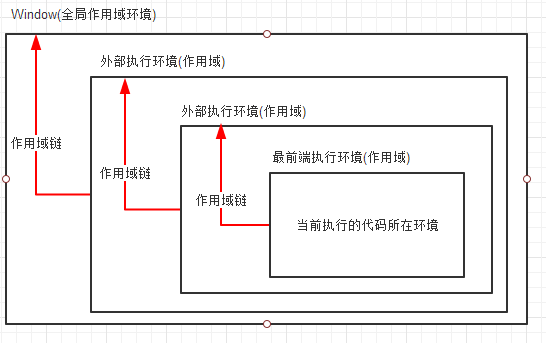 Window(全局作用域环境)
外部执行环境(作用域)
外部执行环境(作用域)
作用域链
最前端执行环境(作用域)
作用域链
作用域链
当前执行的代码所在环境